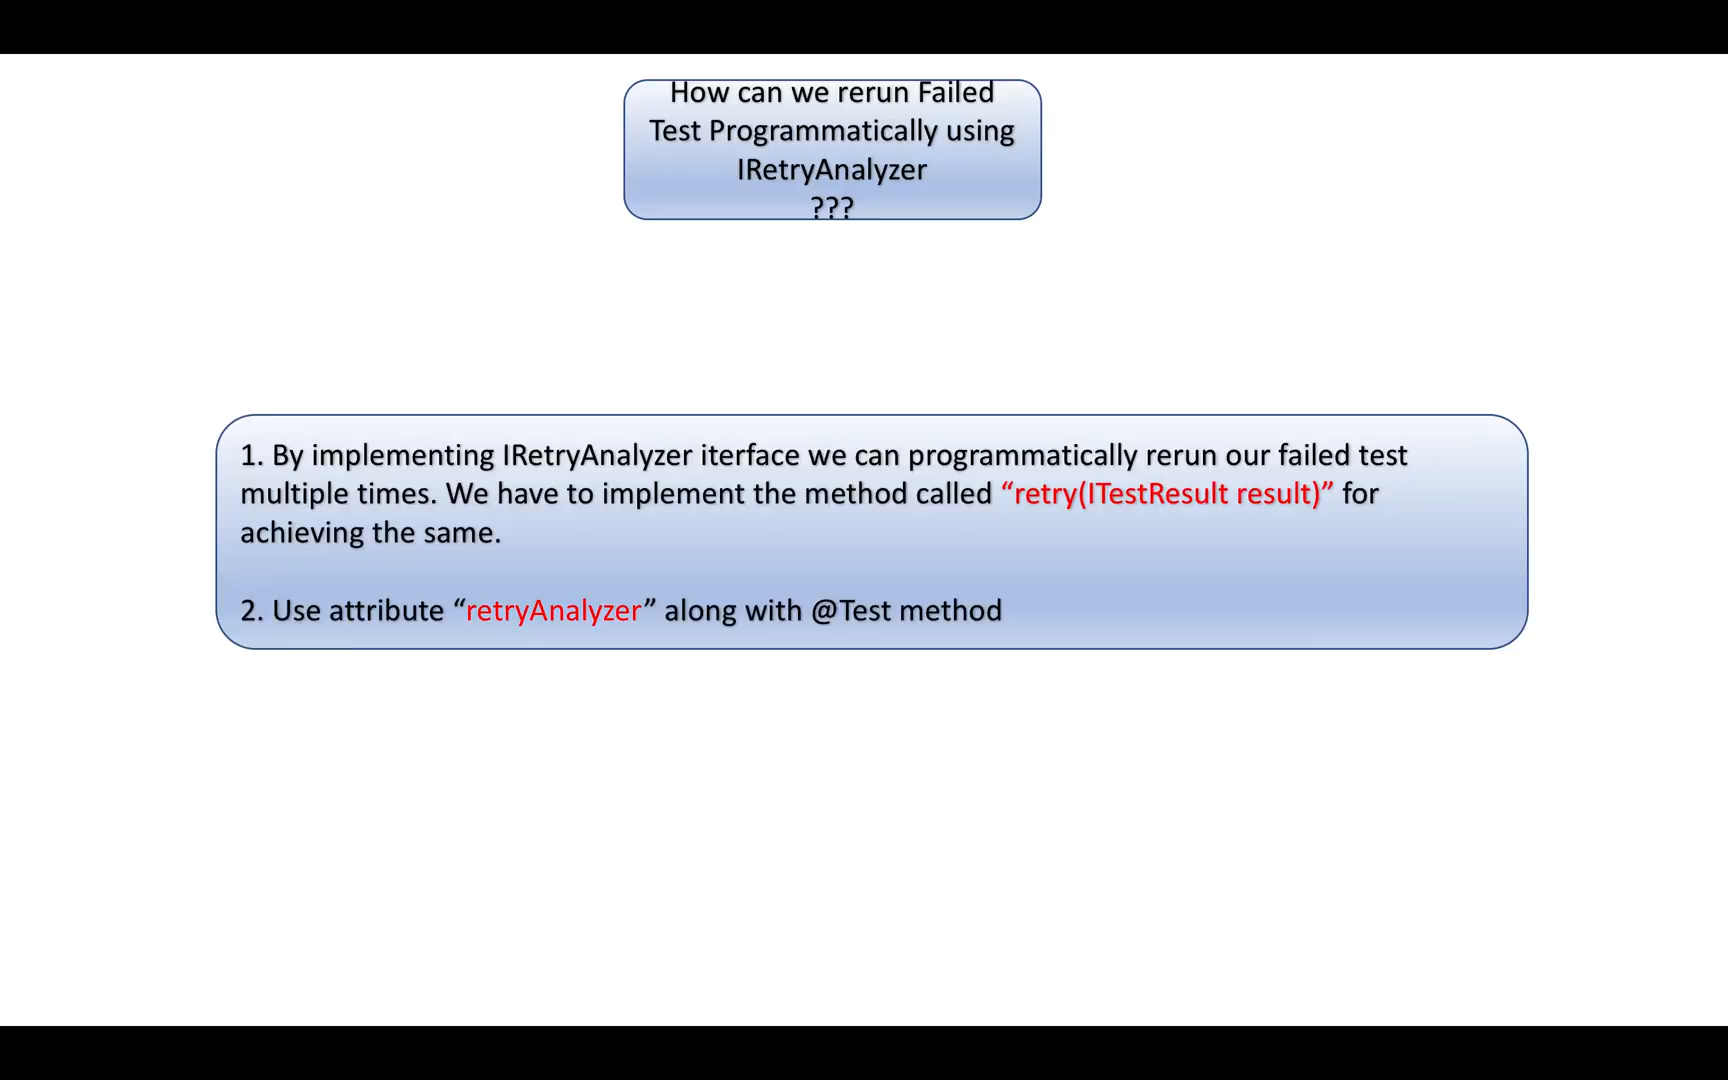 How can we rerun Failed
Test Programmatically using
IRetryAnalyzer
???
1. By implementing IRetryAnalyzer iterface we can programmatically rerun our failed test
multiple times. We have to implement the method called “retry(ITestResult result)” for
achieving the same.
2. Use attribute “retryAnalyzer” along with @Test method